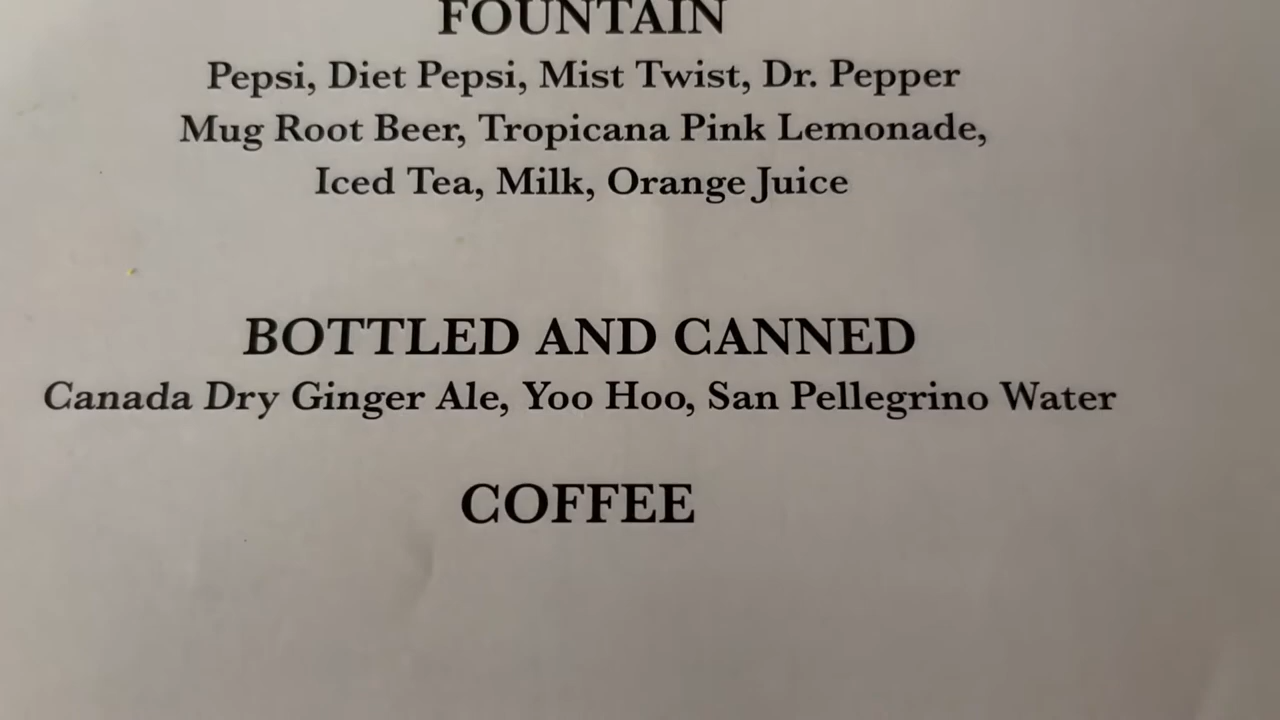 FOUNTAIN
Pepsi, Diet Pepsi, Mist Twist, Dr. Pepper
Mug Root Beer, Tropicana Pink Lemonade,
Iced Tea, Milk, Orange Juice
BOTTLED AND CANNED
Canada Dry Ginger Ale, Yoo Hoo, San Pellegrino Water
COFFEE